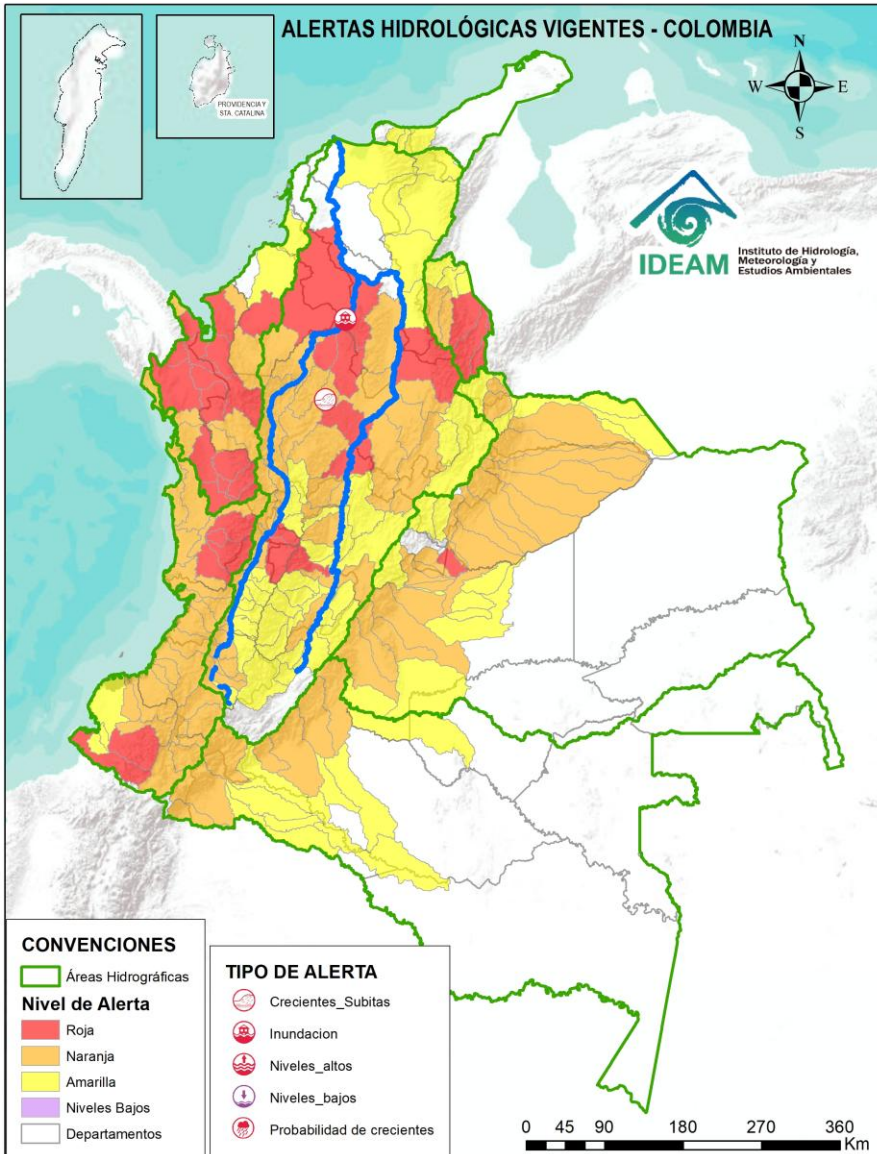 ALERTAS HIDROLÓGICAS VIGENTES - COLOMBIA
PROVIDENCIA Y
STA. CATALINA
N
W
E
S
IDEAM
Instituto de Hidrología,
Meteorología y
Estudios Ambientales
CONVENCIONES
Áreas Hidrográficas
Nivel de Alerta
Roja
Naranja
Amarilla
Niveles Bajos
Departamentos
TIPO DE ALERTA
Crecientes_Subitas
Inundacion
Niveles_altos
Niveles_bajos
Probabilidad de crecientes
0 45 90 180 270 360
Km